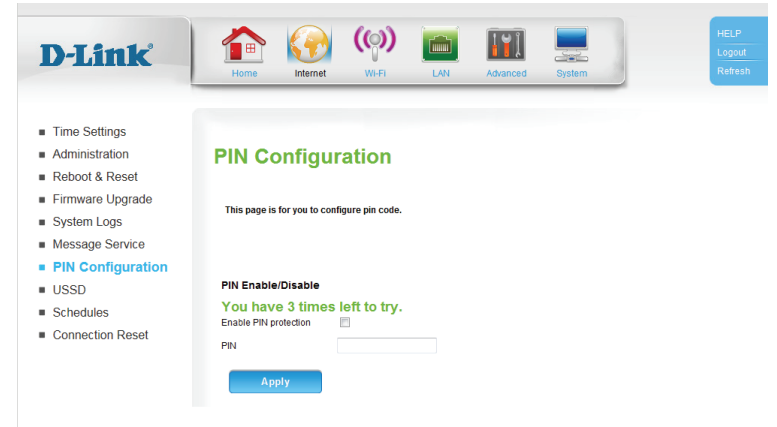 D-Link®
Home Internet Wi-Fi LAN Advanced System
HELP
Logout
Refresh
Time Settings
Administration
Reboot & Reset
Firmware Upgrade
System Logs
Message Service
PIN Configuration
USSD
Schedules
Connection Reset
PIN Configuration
This page is for you to configure pin code.
PIN Enable/Disable
You have 3 times left to try.
Enable PIN protection
PIN
Apply